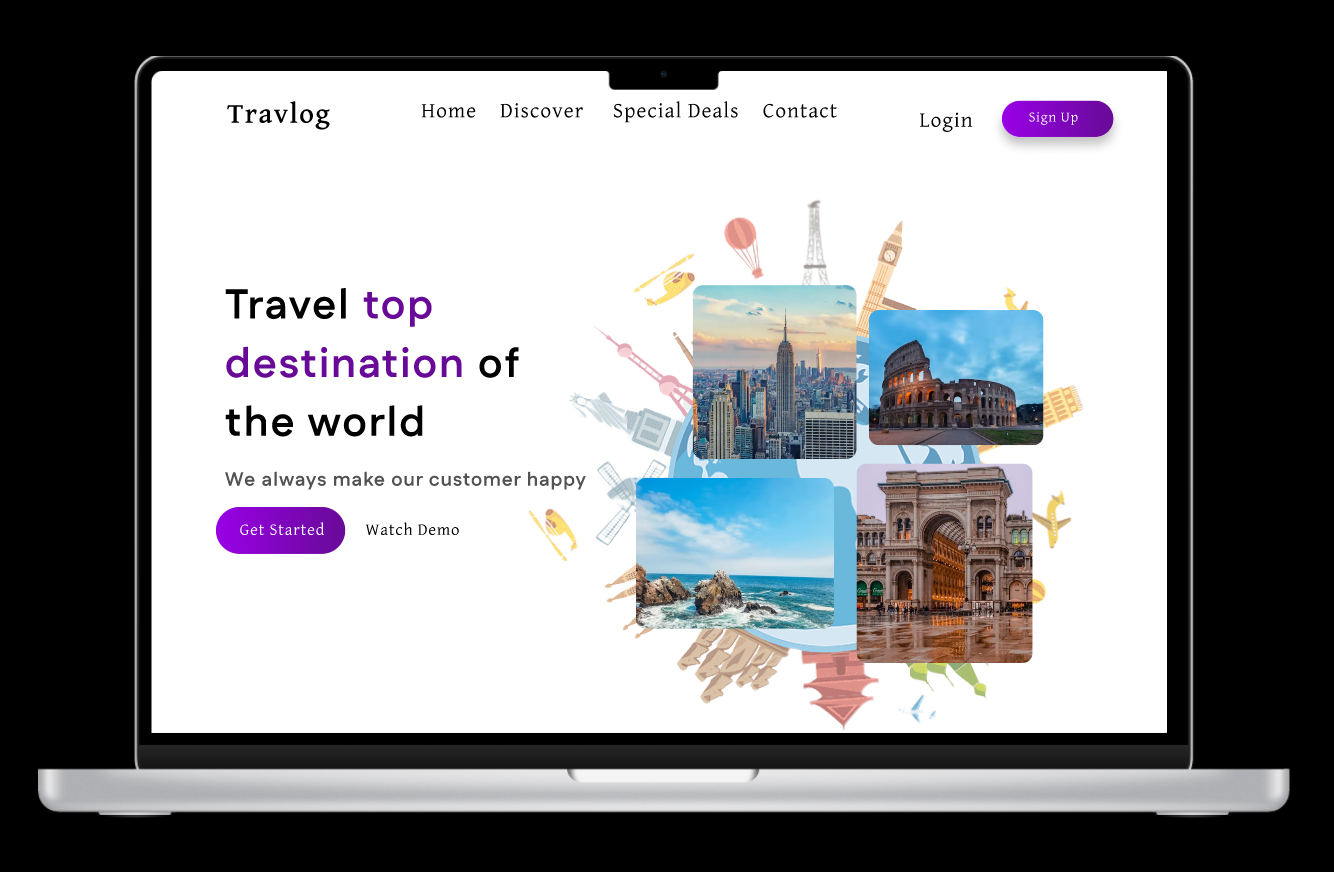 Travlog Home Discover Special Deals Contact Login Sign Up
Travel top
destination of
the world
We always make our customer happy
Get Started Watch Demo